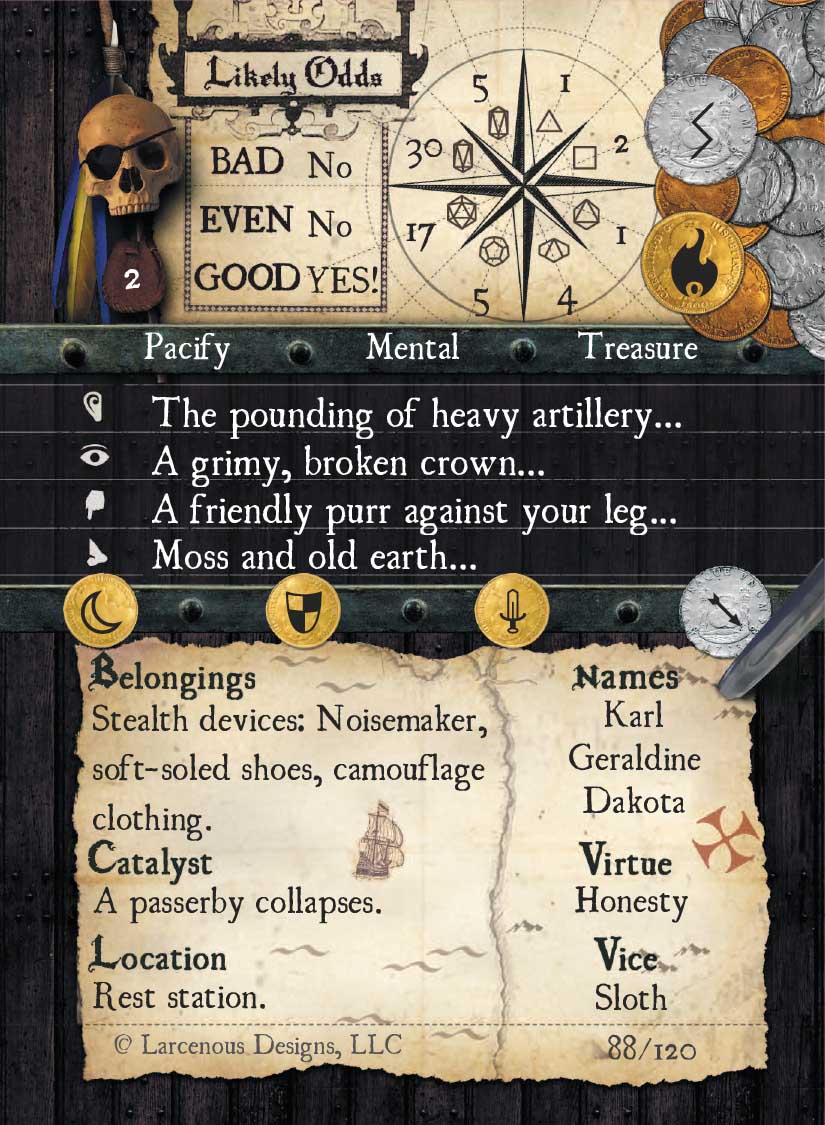 Likely Odds
BAD No
EVEN No
GOOD YES!
2
5 1
30 2
17 1
5 4
Pacify Mental Treasure
The pounding of heavy artillery...
A grimy, broken crown...
A friendly purr against your leg...
Moss and old earth...
Belongings
Stealth devices: Noisemaker,
soft-soled shoes, camouflage
clothing.
Catalyst
A passerby collapses.
Location
Rest station.
Names
Karl
Geraldine
Dakota
Virtue
Honesty
Vice
Sloth
© Larcenous Designs, LLC
88/120